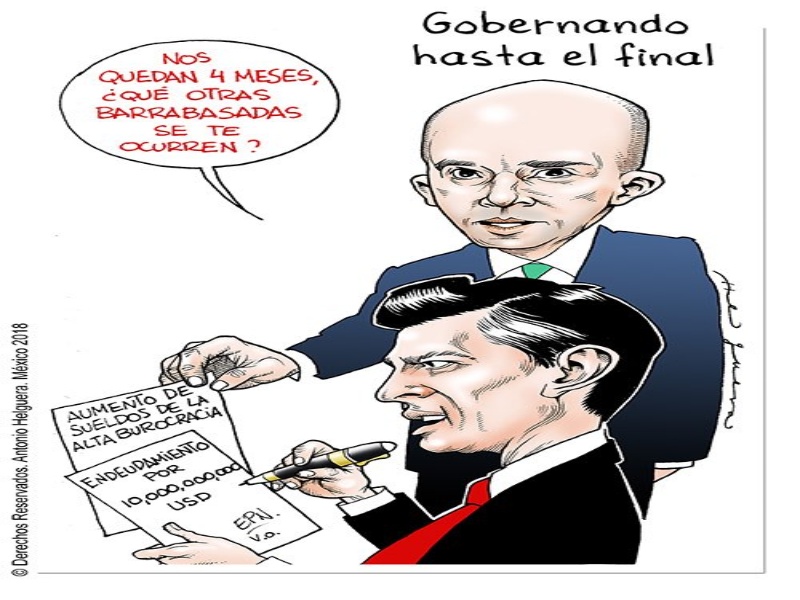 Gobernando
hasta el final
NOS
QUEDAN 4 MESES,
¿QUÉ OTRAS
BARRABASADAS
SE TE
OCURREN?
AUMENTO DE
SUELDOS DE LA
ALTA BUROCRACIA
ENDEUDAMIENTO
POR
10,000,000,000
USD
EPN.
V.O.
© Derechos Reservados. Antonio Helguera. México 2018